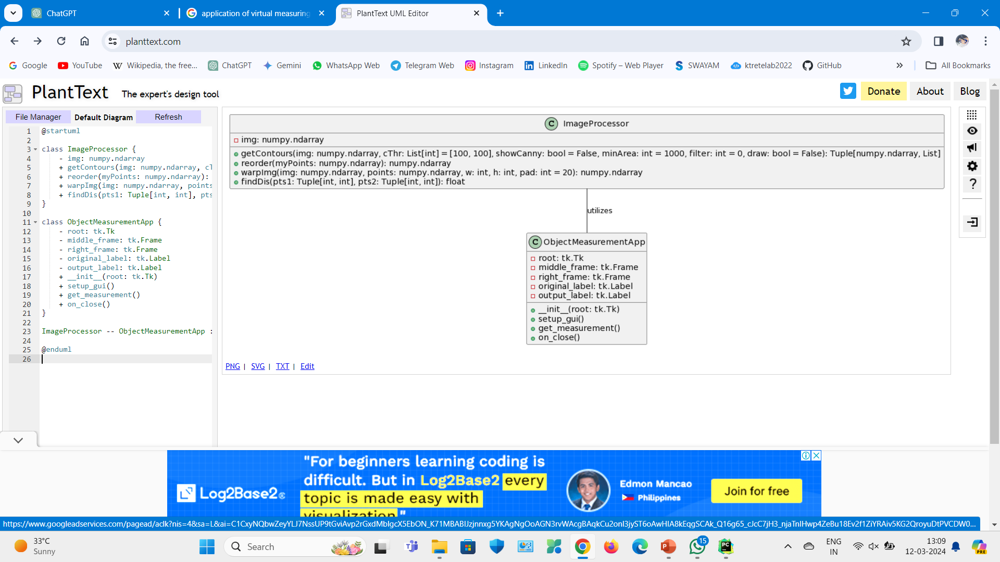 ChatGPT
application of virtual measuring
PlantText UML Editor
planttext.com
Google
YouTube
Wikipedia, the free...
ChatGPT
Gemini
WhatsApp Web
Telegram Web
Instagram
LinkedIn
Spotify – Web Player
SWAYAM
ktretelab2022
GitHub
All Bookmarks
PlantText The expert's design tool
Donate
About
Blog
File Manager
Default Diagram
Refresh
1 @startuml
2
3 class ImageProcessor {
4 - img: numpy.ndarray
5 + getContours(img: numpy.ndarray, cT
6 + reorder(myPoints: numpy.ndarray):
7 + warpImg(img: numpy.ndarray, points
8 + findDis(pts1: Tuple[int, int], pts
9 }
10
11 class ObjectMeasurementApp {
12 - root: tk.Tk
13 - middle_frame: tk.Frame
14 - right_frame: tk.Frame
15 - original_label: tk.Label
16 - output_label: tk.Label
17 + __init__(root: tk.Tk)
18 + setup_gui()
19 + get_measurement()
20 + on_close()
21 }
22
23 ImageProcessor -- ObjectMeasurementApp :
24
25 @enduml
26
C ImageProcessor
img: numpy.ndarray
getContours(img: numpy.ndarray, cThr: List[int] = [100, 100], showCanny: bool = False, minArea: int = 1000, filter: int = 0, draw: bool = False): Tuple[numpy.ndarray, List]
reorder(myPoints: numpy.ndarray): numpy.ndarray
warpImg(img: numpy.ndarray, points: numpy.ndarray, w: int, h: int, pad: int = 20): numpy.ndarray
findDis(pts1: Tuple[int, int], pts2: Tuple[int, int]): float
utilizes
C ObjectMeasurementApp
root: tk.Tk
middle_frame: tk.Frame
right_frame: tk.Frame
original_label: tk.Label
output_label: tk.Label
__init__(root: tk.Tk)
setup_gui()
get_measurement()
on_close()
PNG | SVG | TXT | Edit
?
Log2Base2®
"For beginners learning coding is
difficult. But in Log2Base2 every
topic is made easy with
visualization."
Edmon Mancao
Philippines
Join for free
33°C
Sunny
Search
PC
15
ENG
IN
13:09
12-03-2024
PRE